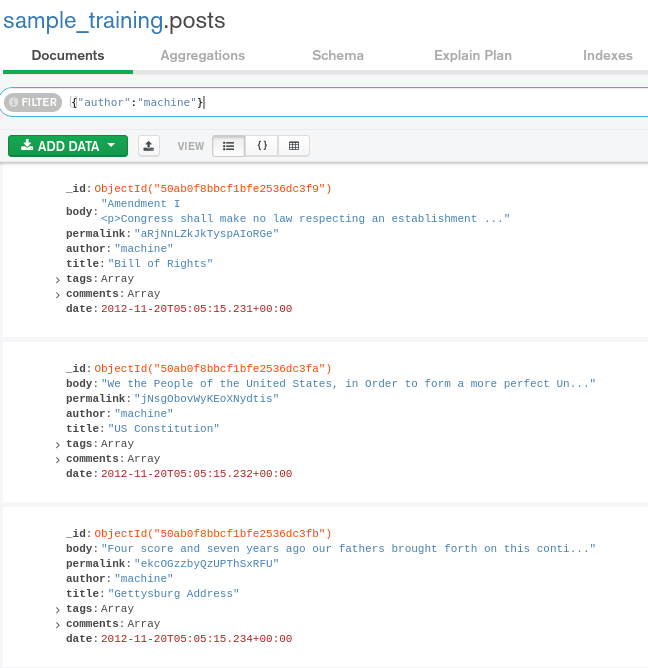 sample_training.posts
Documents Aggregations Schema Explain Plan Indexes
FILTER {"author":"machine"}
ADD DATA VIEW { }
_id: ObjectId("50ab0f8bbcf1bfe2536dc3f9")
body: "Amendment I
<p>Congress shall make no law respecting an establishment ..."
permalink: "aRjNnLZkJkTyspAIoRGe"
author: "machine"
title: "Bill of Rights"
tags: Array
comments: Array
date: 2012-11-20T05:05:15.231+00:00
_id: ObjectId("50ab0f8bbcf1bfe2536dc3fa")
body: "We the People of the United States, in Order to form a more perfect Un..."
permalink: "jNsgObovWyKEoXNydtis"
author: "machine"
title: "US Constitution"
tags: Array
comments: Array
date: 2012-11-20T05:05:15.232+00:00
_id: ObjectId("50ab0f8bbcf1bfe2536dc3fb")
body: "Four score and seven years ago our fathers brought forth on this conti..."
permalink: "ekcOGzzbyQzUPThSxRFU"
author: "machine"
title: "Gettysburg Address"
tags: Array
comments: Array
date: 2012-11-20T05:05:15.234+00:00